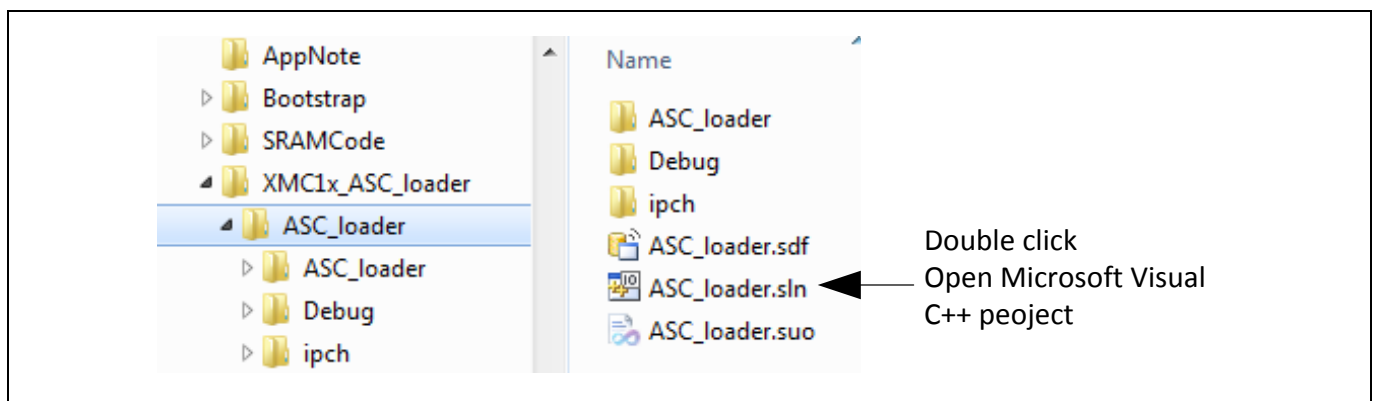 AppNote
Bootstrap
SRAMCode
XMC1x_ASC_loader
ASC_loader
ASC_loader
Debug
ipch
Name
ASC_loader
Debug
ipch
ASC_loader.sdf
ASC_loader.sln
ASC_loader.suo
Double click
Open Microsoft Visual
C++ peoject